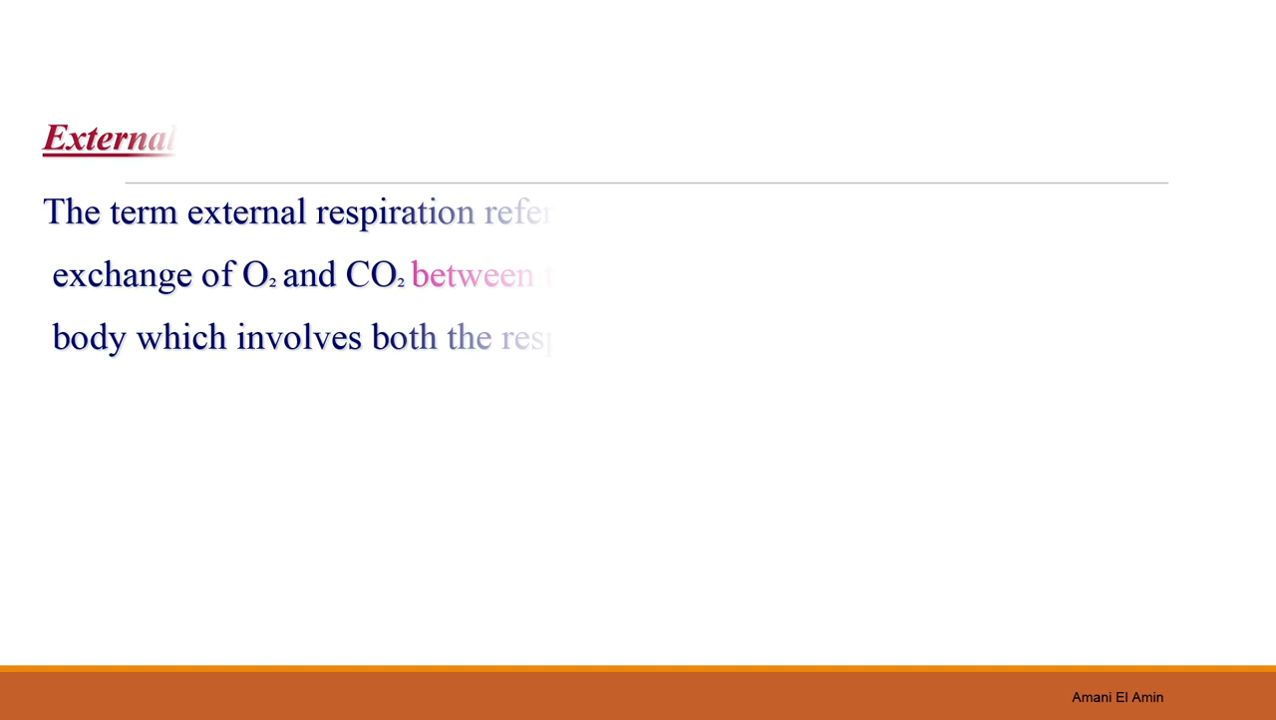 External
The term external respiration refer
exchange of O₂ and CO₂ between
body which involves both the
Amani El Amin